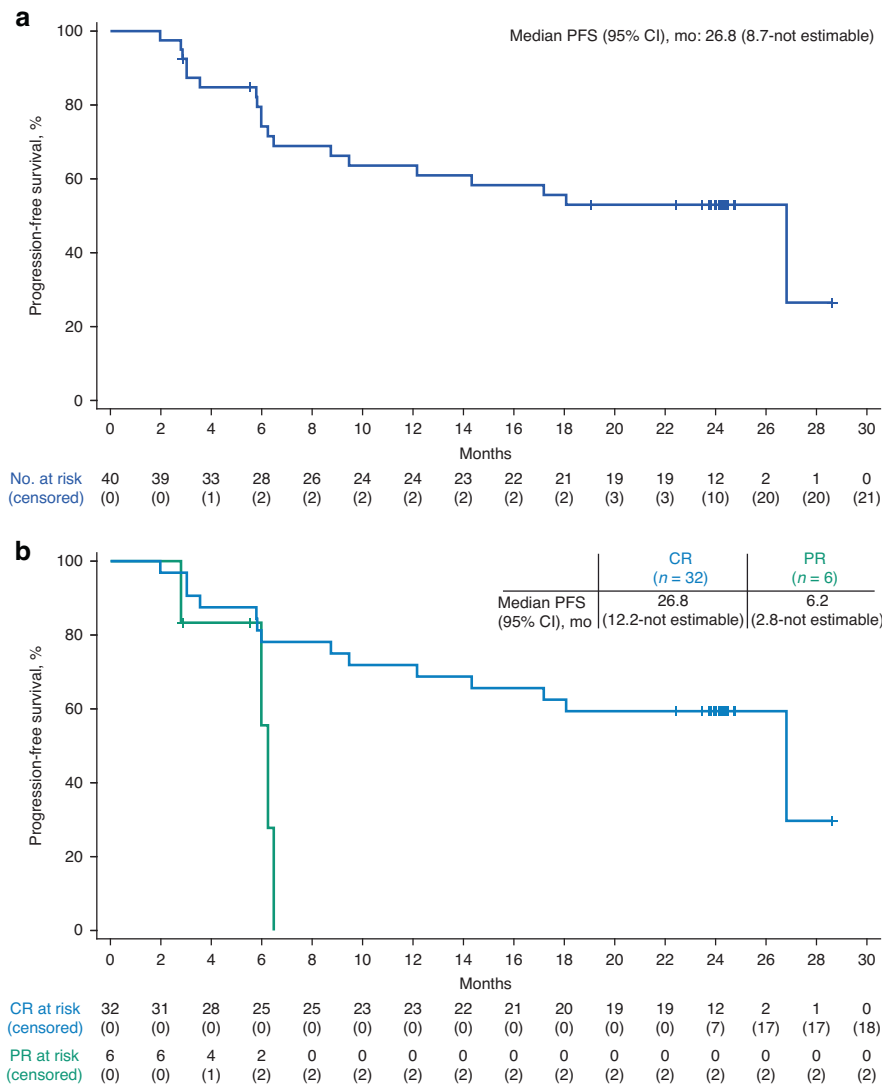 a
Median PFS (95% CI), mo: 26.8 (8.7-not estimable)
Progression-free survival, %
100
80
60
40
20
0
0 2 4 6 8 10 12 14 16 18 20 22 24 26 28 30
Months
No. at risk 40 39 33 28 26 24 24 23 22 21 19 19 12 2 1 0
(censored) (0) (0) (1) (2) (2) (2) (2) (2) (2) (2) (3) (3) (10) (20) (20) (21)
b
CR PR
(n = 32) (n = 6)
Median PFS 26.8 6.2
(95% CI), mo (12.2-not estimable) (2.8-not estimable)
Progression-free survival, %
100
80
60
40
20
0
0 2 4 6 8 10 12 14 16 18 20 22 24 26 28 30
Months
CR at risk 32 31 28 25 25 23 23 22 21 20 19 19 12 2 1 0
(censored) (0) (0) (0) (0) (0) (0) (0) (0) (0) (0) (0) (0) (7) (17) (17) (18)
PR at risk 6 6 4 2 0 0 0 0 0 0 0 0 0 0 0 0
(censored) (0) (0) (1) (2) (2) (2) (2) (2) (2) (2) (2) (2) (2) (2) (2) (2)